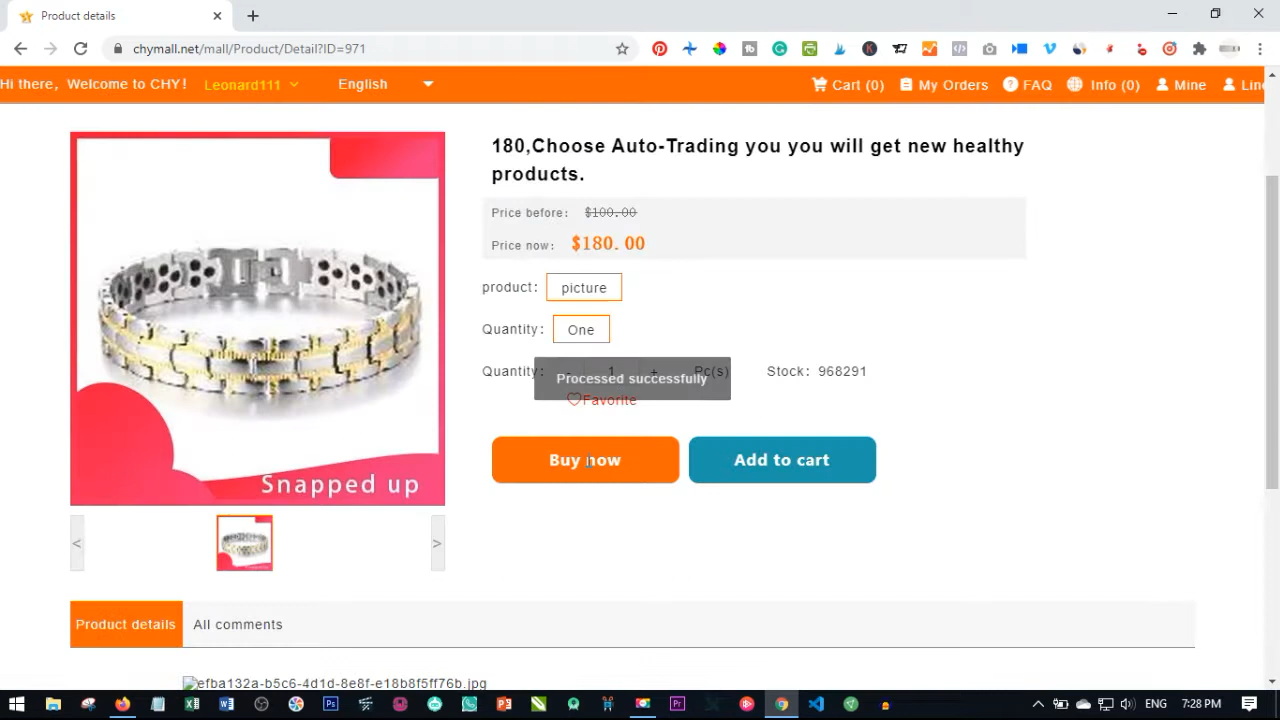 Product details
chymall.net/mall/Product/Detail?ID=971
Hi there, Welcome to CHY! Leonard111 English Cart (0) My Orders FAQ Info (0) Mine Line
180,Choose Auto-Trading you you will get new healthy
products.
Price before: $100.00
Price now: $180.00
product: picture
Quantity: One
Quantity: - 1 + Pc(s) Stock: 968291
Processed successfully
Favorite
Buy now Add to cart
Snapped up
< >
Product details All comments
efba132a-b5c6-4d1d-8e8f-e18b8f5ff76b.jpg
ENG 7:28 PM